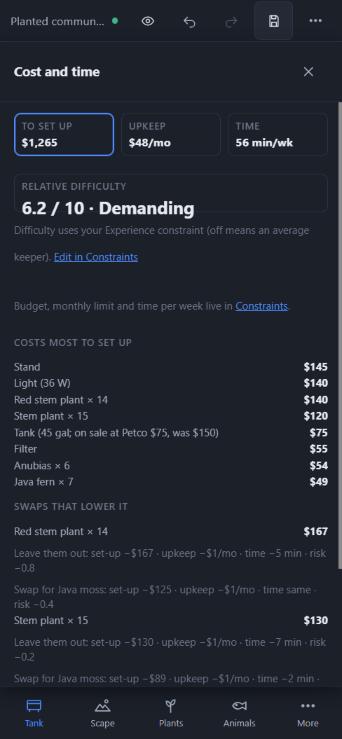 Planted commun...
Cost and time
TO SET UP
$1,265
UPKEEP
$48/mo
TIME
56 min/wk
RELATIVE DIFFICULTY
6.2 / 10 · Demanding
Difficulty uses your Experience constraint (off means an average
keeper). Edit in Constraints
Budget, monthly limit and time per week live in Constraints.
COSTS MOST TO SET UP
Stand $145
Light (36 W) $140
Red stem plant × 14 $140
Stem plant × 15 $120
Tank (45 gal; on sale at Petco $75, was $150) $75
Filter $55
Anubias × 6 $54
Java fern × 7 $49
SWAPS THAT LOWER IT
Red stem plant × 14 $167
Leave them out: set-up −$167 · upkeep −$1/mo · time −5 min · risk
−0.8
Swap for Java moss: set-up −$125 · upkeep −$1/mo · time same ·
risk −0.4
Stem plant × 15 $130
Leave them out: set-up −$130 · upkeep −$1/mo · time −7 min · risk
−0.2
Swap for Java moss: set-up −$89 · upkeep −$1/mo · time −2 min ·
Tank
Scape
Plants
Animals
More